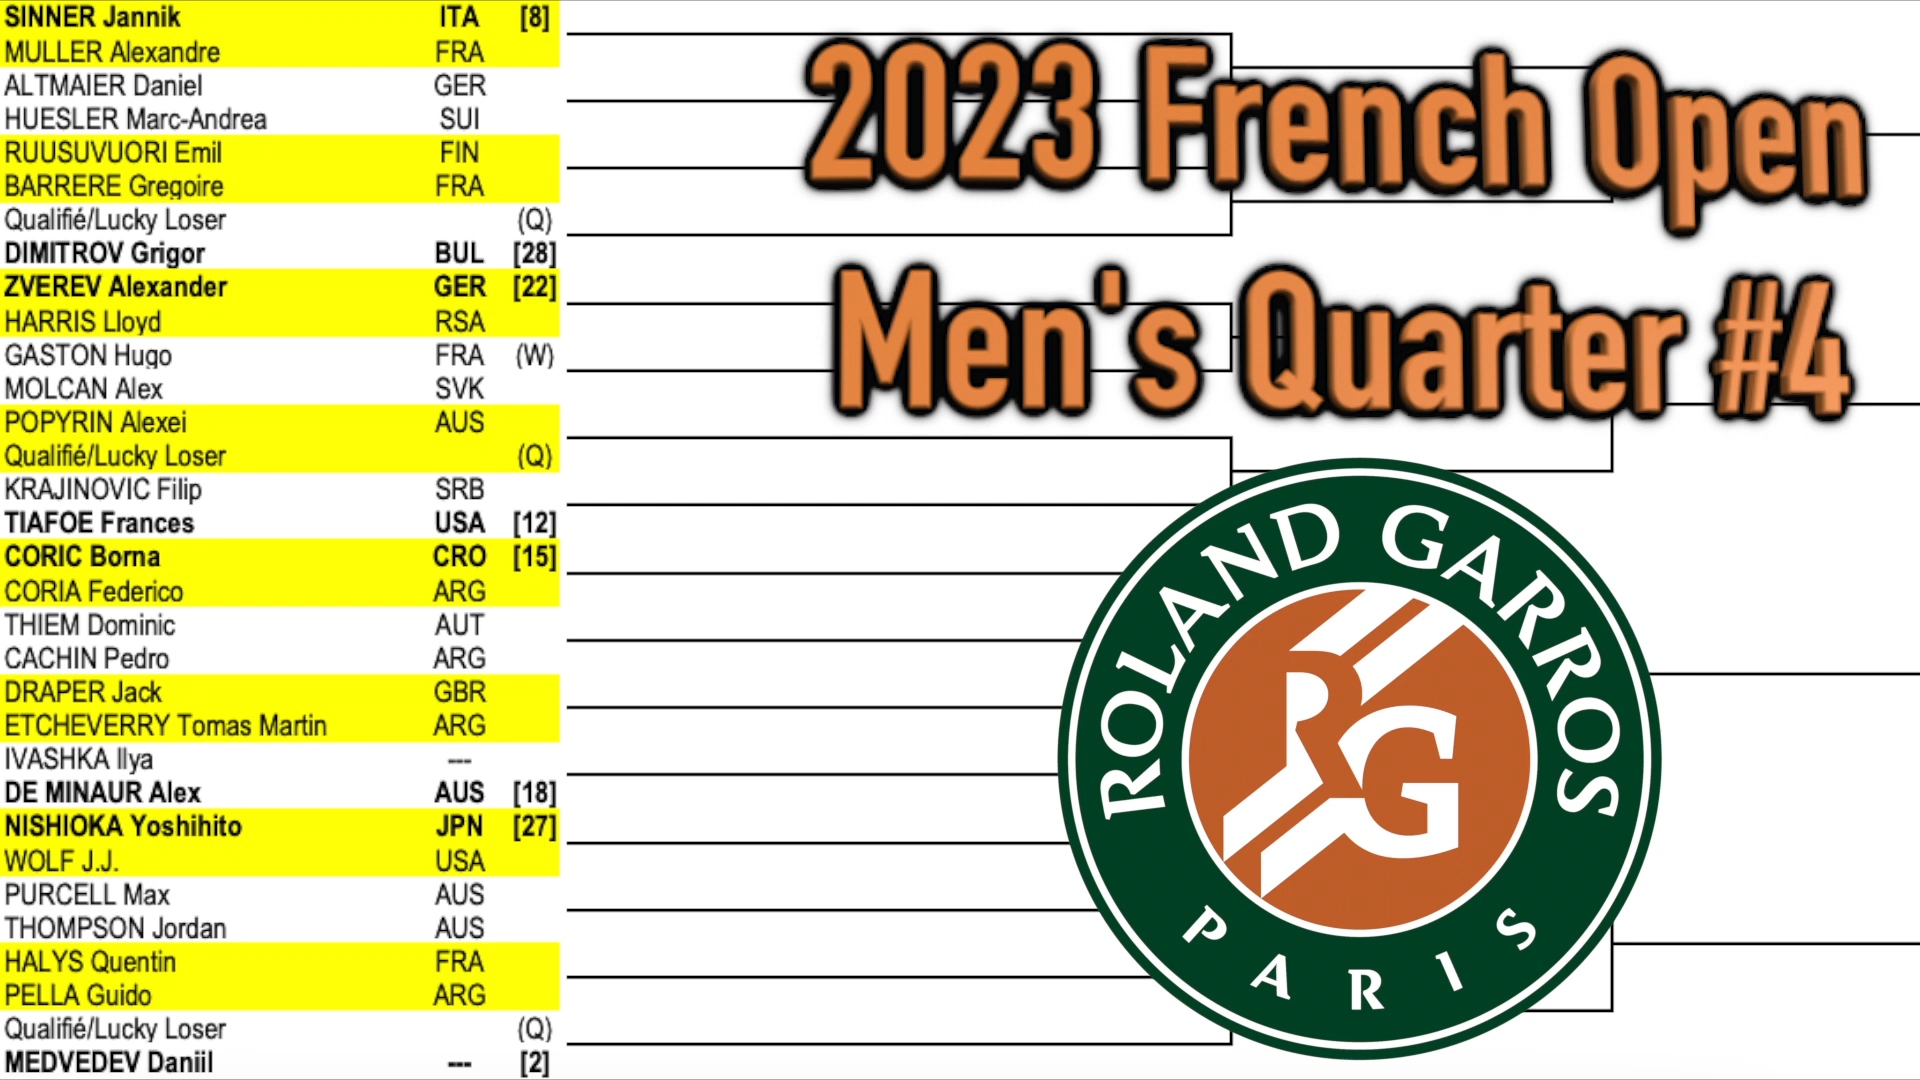 SINNER Jannik ITA [8]
MULLER Alexandre FRA
ALTMAIER Daniel GER
HUESLER Marc-Andrea SUI
RUUSUVUORI Emil FIN
BARRERE Gregoire FRA
Qualifié/Lucky Loser (Q)
DIMITROV Grigor BUL [28]
ZVEREV Alexander GER [22]
HARRIS Lloyd RSA
GASTON Hugo FRA (W)
MOLCAN Alex SVK
POPYRIN Alexei AUS
Qualifié/Lucky Loser (Q)
KRAJINOVIC Filip SRB
TIAFOE Frances USA [12]
CORIC Borna CRO [15]
CORIA Federico ARG
THIEM Dominic AUT
CACHIN Pedro ARG
DRAPER Jack GBR
ETCHEVERRY Tomas Martin ARG
IVASHKA Ilya ---
DE MINAUR Alex AUS [18]
NISHIOKA Yoshihito JPN [27]
WOLF J.J. USA
PURCELL Max AUS
THOMPSON Jordan AUS
HALYS Quentin FRA
PELLA Guido ARG
Qualifié/Lucky Loser (Q)
MEDVEDEV Daniil --- [2]
2023 French Open
Men's Quarter #4
ROLAND GARROS
RG
PARIS